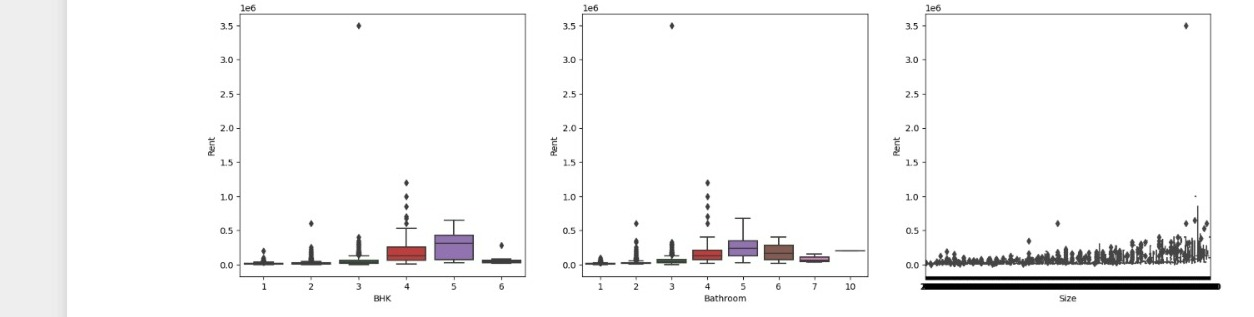 1e6 1e6 1e6
3.5 3.5 3.5
3.0 3.0 3.0
2.5 2.5 2.5
2.0 2.0 2.0
Rent Rent Rent
1.5 1.5 1.5
1.0 1.0 1.0
0.5 0.5 0.5
0.0 0.0 0.0
1 2 3 4 5 6 1 2 3 4 5 6 7 10
BHK Bathroom Size